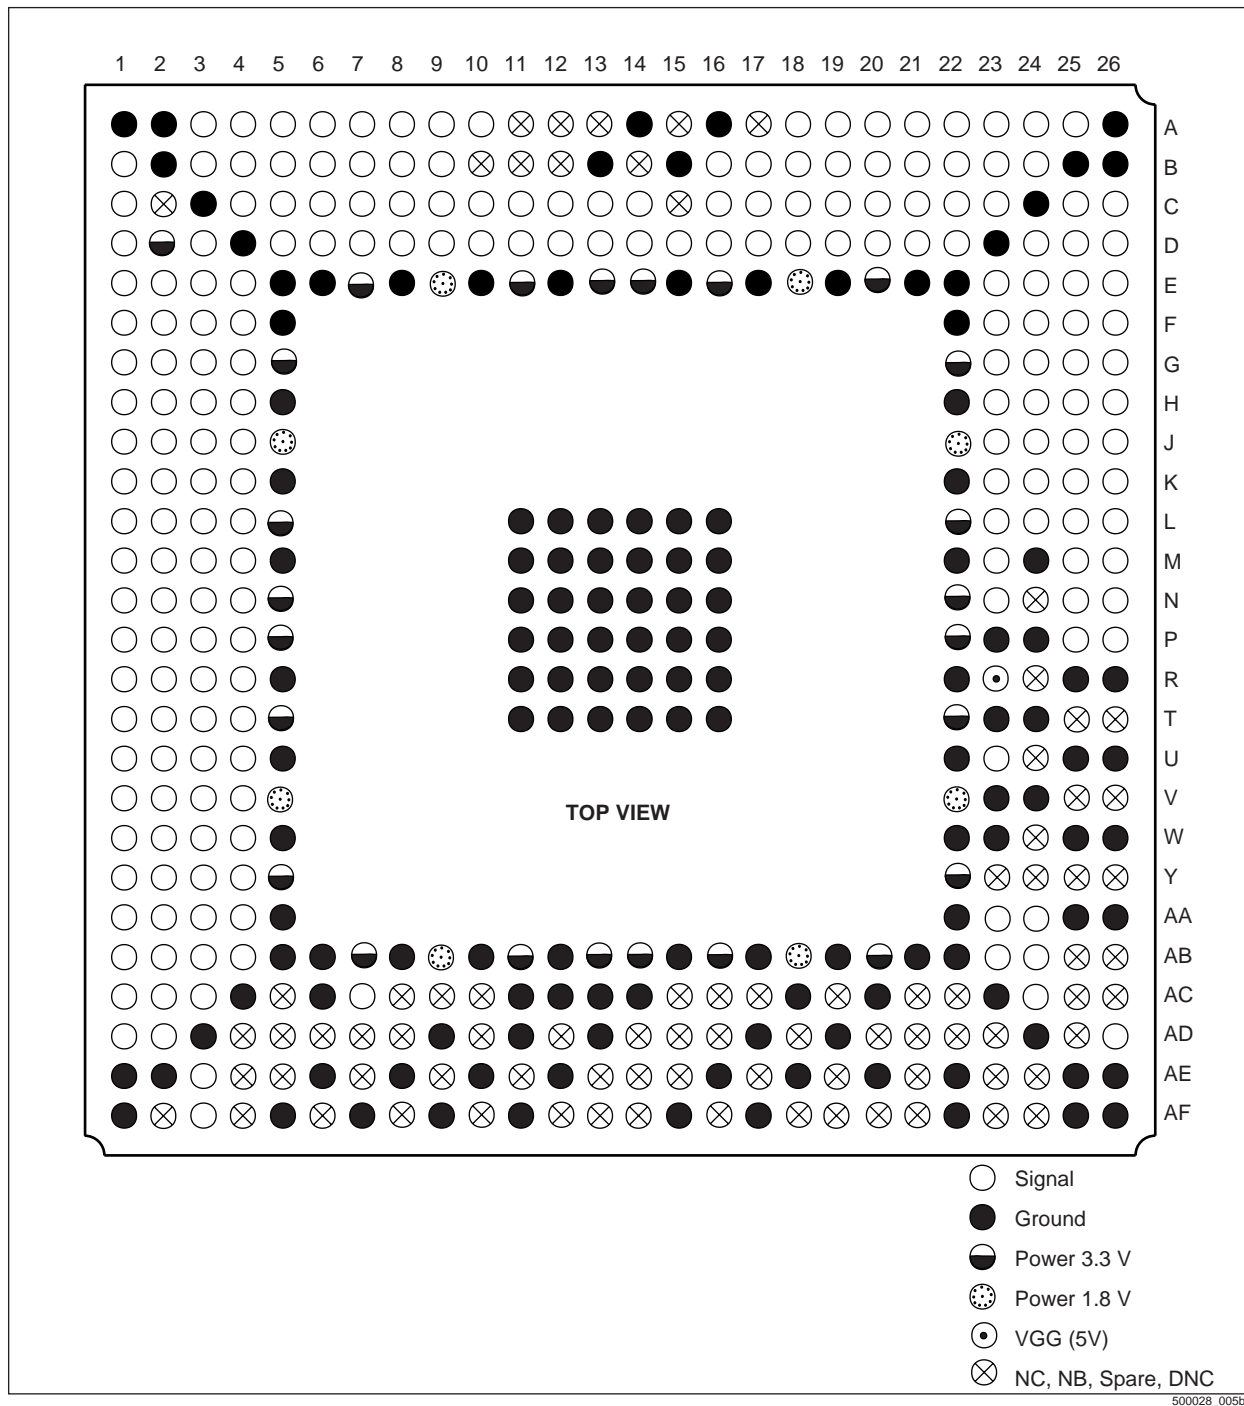 1 2 3 4 5 6 7 8 9 10 11 12 13 14 15 16 17 18 19 20 21 22 23 24 25 26
A
B
C
D
E
F
G
H
J
K
L
M
N
P
R
T
U
V
TOP VIEW
W
Y
AA
AB
AC
AD
AE
AF
Signal
Ground
Power 3.3 V
Power 1.8 V
VGG (5V)
NC, NB, Spare, DNC
500028_005b